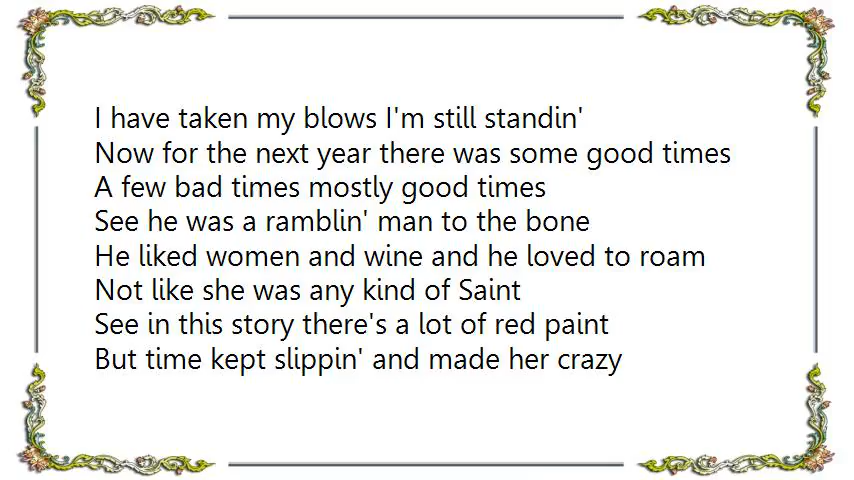 I have taken my blows I'm still standin'
Now for the next year there was some good times
A few bad times mostly good times
See he was a ramblin' man to the bone
He liked women and wine and he loved to roam
Not like she was any kind of Saint
See in this story there's a lot of red paint
But time kept slippin' and made her crazy